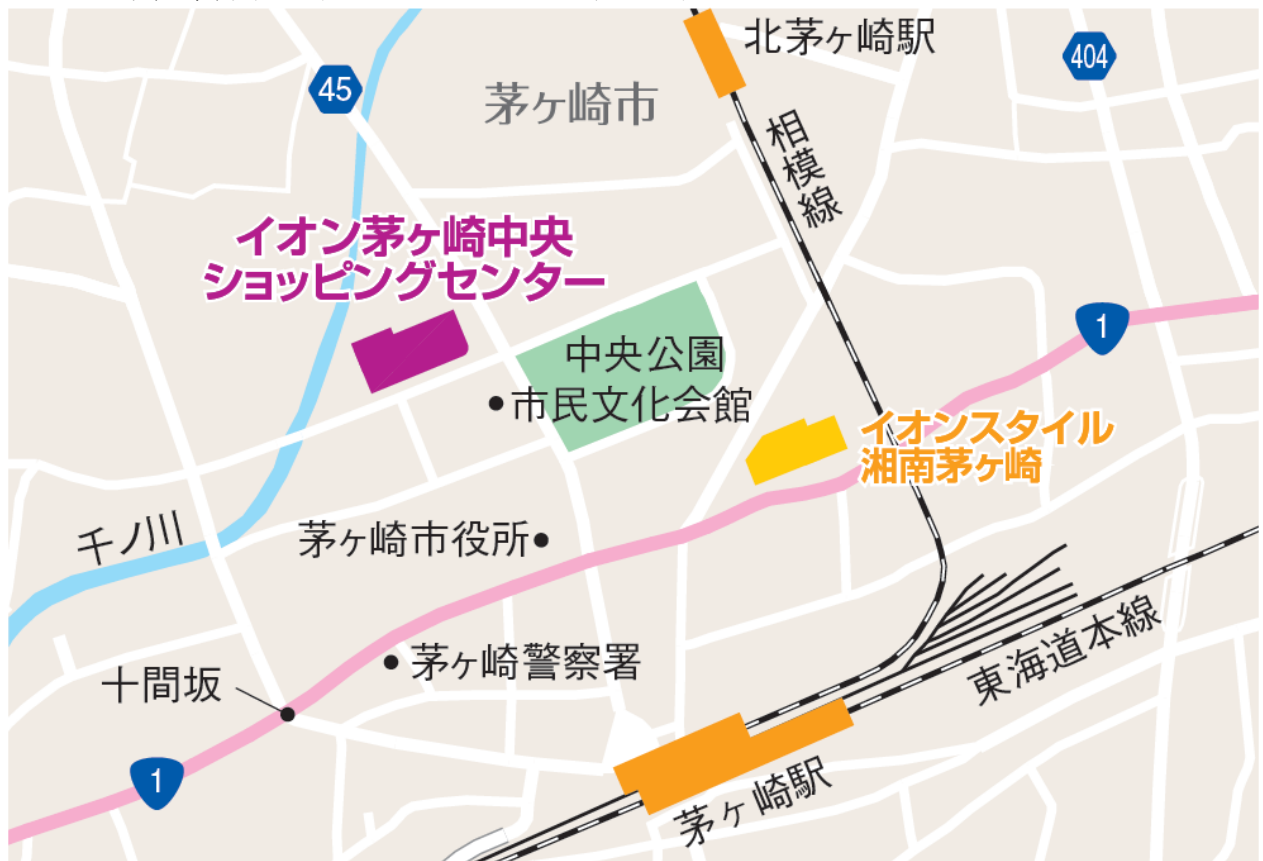 北茅ヶ崎駅
404
45
茅ヶ崎市
相模線
イオン茅ヶ崎中央
ショッピングセンター
1
中央公園
市民文化会館
イオンスタイル
湘南茅ヶ崎
千ノ川
茅ヶ崎市役所
茅ヶ崎警察署
東海道本線
十間坂
1
茅ヶ崎駅